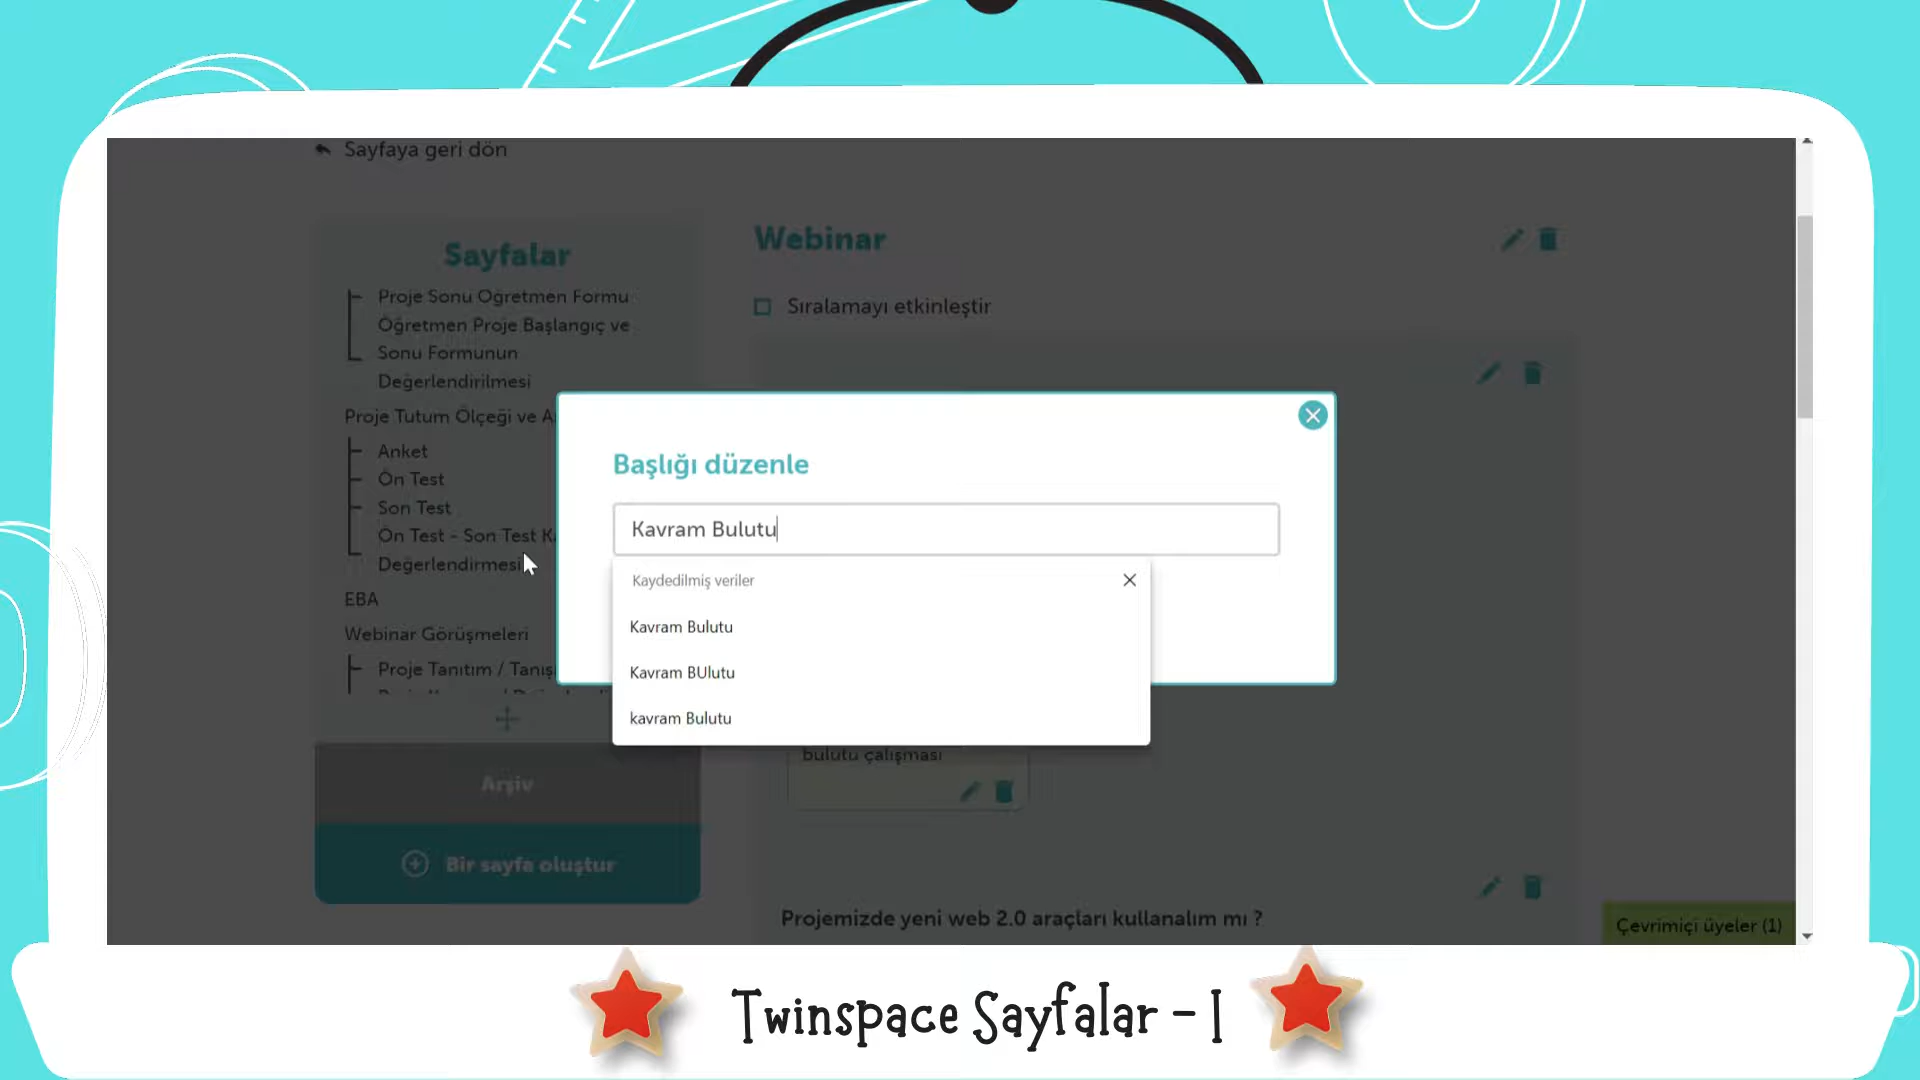 Sayfaya geri dön
Sayfalar
Proje Sonu Öğretmen Formu
Öğretmen Proje Başlangıç ve
Sonu Formunun
Değerlendirilmesi
Proje Tutum Ölçeği ve
Anket
Ön Test
Son Test
Ön Test - Son Test
Değerlendirmesi
EBA
Webinar Görüşmeleri
Proje Tanıtım /
Arşiv
Bir sayfa oluştur
Webinar
Sıralamayı etkinleştir
Başlığı düzenle
Kavram Bulutu
Kaydedilmiş veriler
Kavram Bulutu
Kavram BUlutu
kavram Bulutu
bulutu çalışması
Projemizde yeni web 2.0 araçları kullanalım mı ?
Çevrimiçi üyeler (1)
Twinspace Sayfalar - I